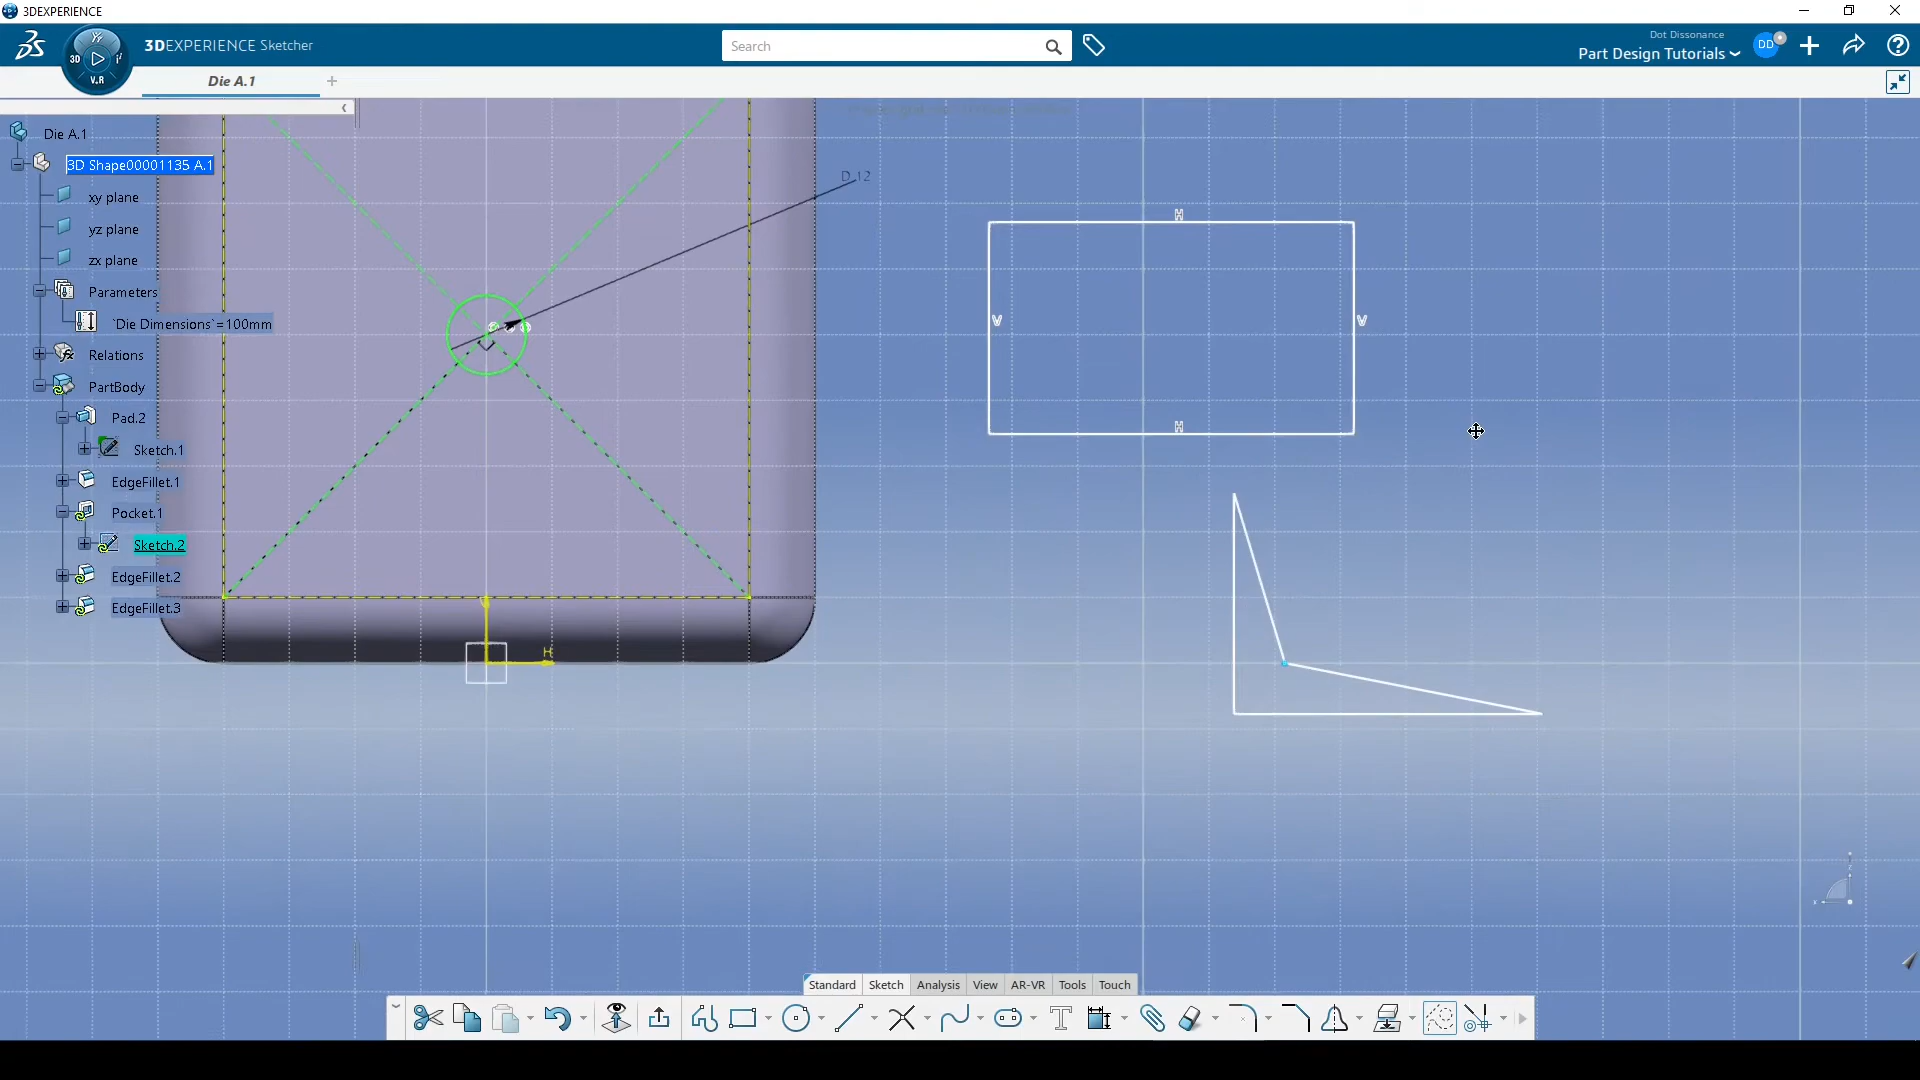 3DEXPERIENCE
3DEXPERIENCE Sketcher
Search
Dot Dissonance
Part Design Tutorials
DD
3D
V.R
Die A.1
Die A.1
3D Shape00001135 A.1
xy plane
yz plane
zx plane
Parameters
`Die Dimensions`=100mm
Relations
PartBody
Pad.2
Sketch.1
EdgeFillet.1
Pocket.1
Sketch.2
EdgeFillet.2
EdgeFillet.3
D 12
H
V
V
H
V
H
Standard
Sketch
Analysis
View
AR-VR
Tools
Touch